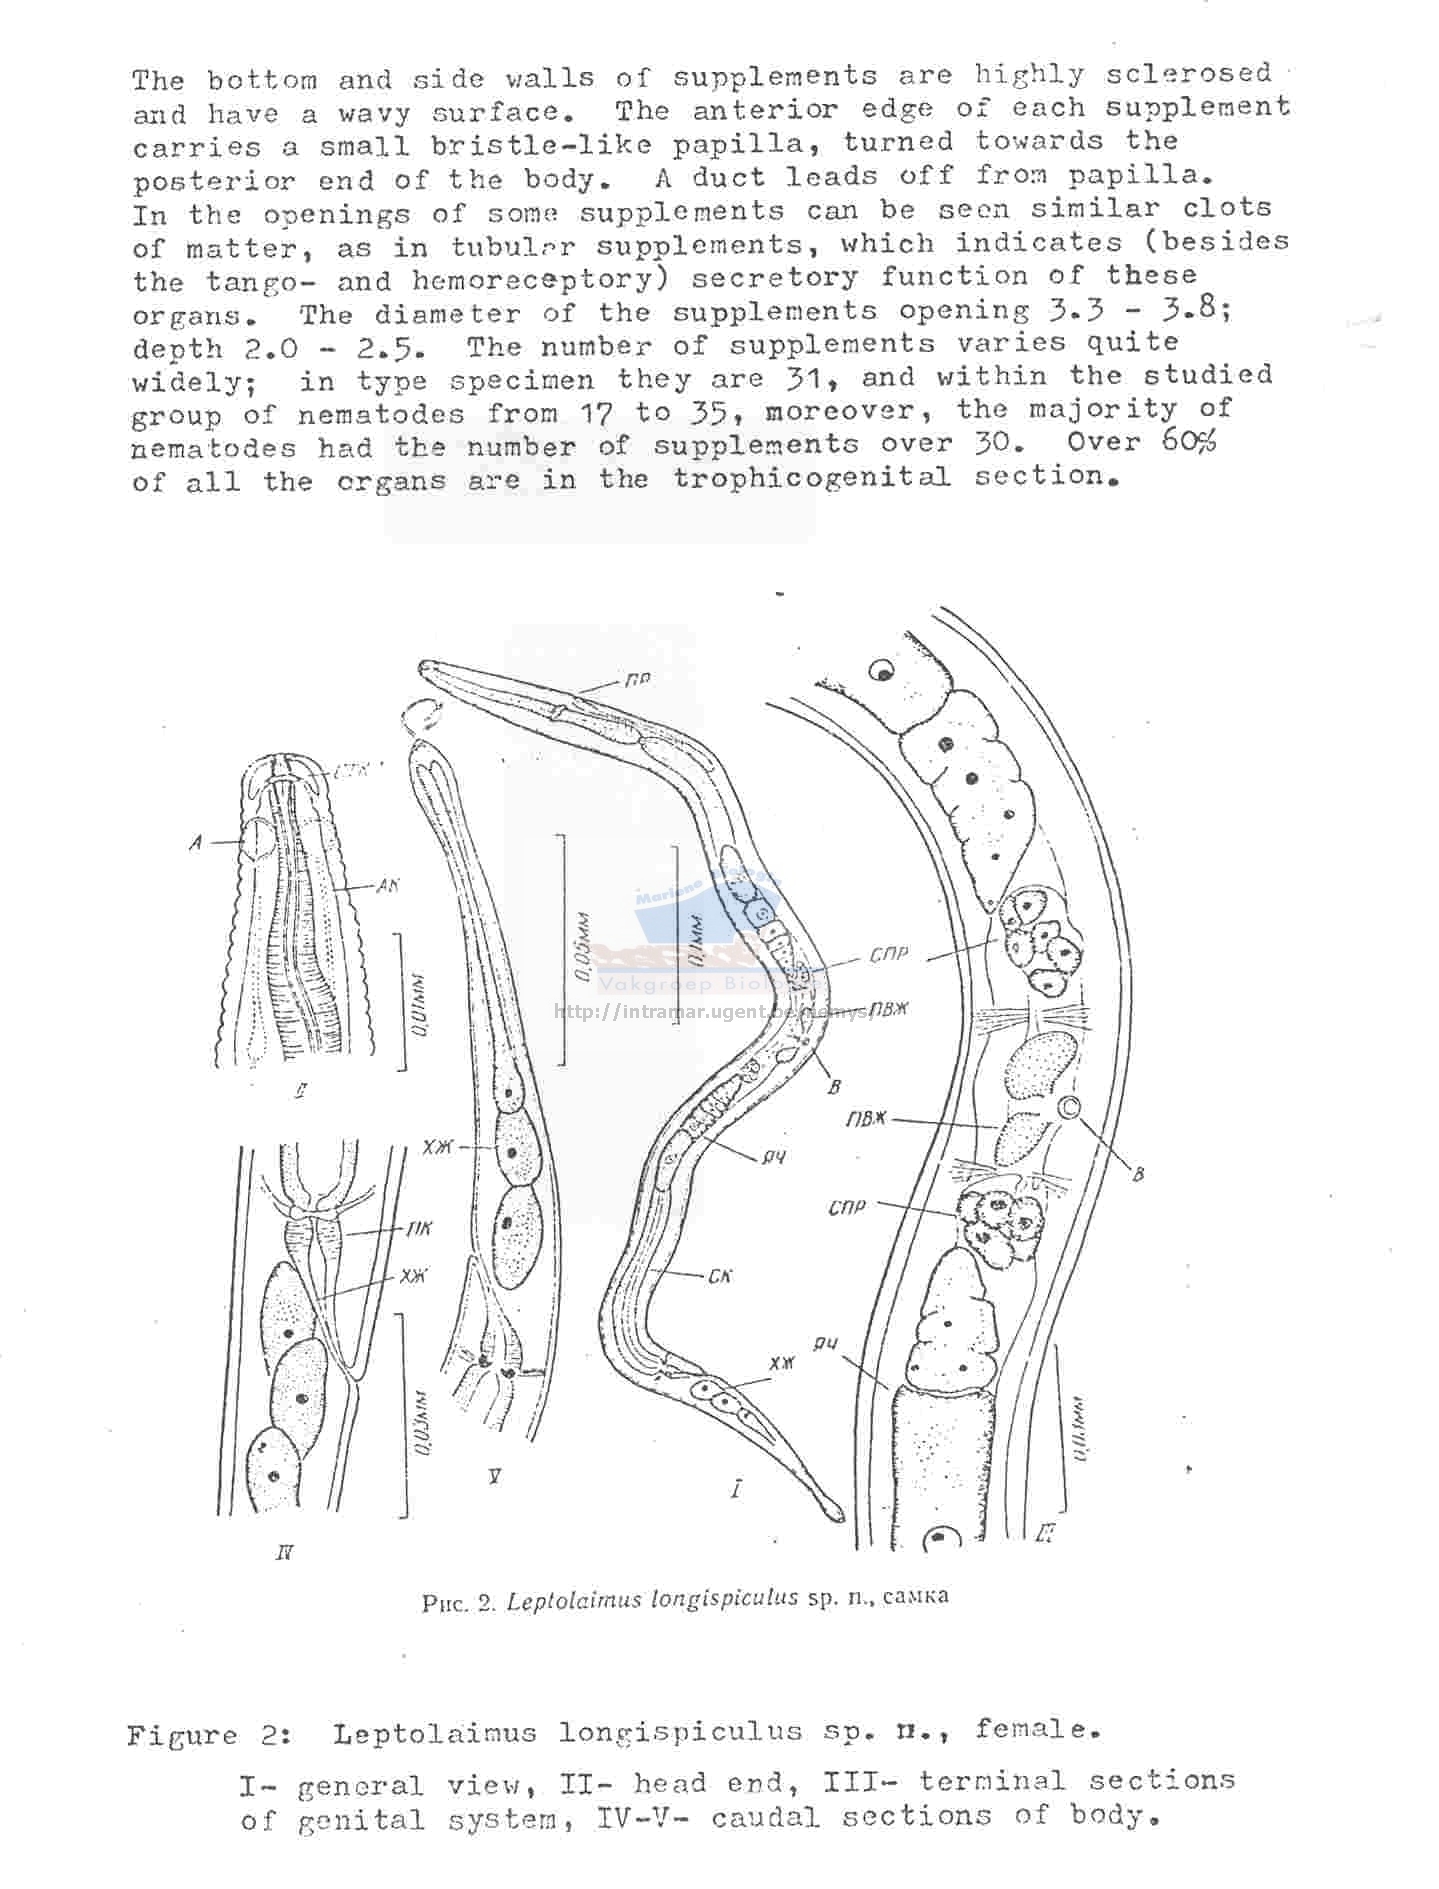 The bottom and side walls of supplements are highly sclerosed
and have a wavy surface. The anterior edge of each supplement
carries a small bristle-like papilla, turned towards the
posterior end of the body. A duct leads off from papilla.
In the openings of some supplements can be seen similar clots
of matter, as in tubular supplements, which indicates (besides
the tango- and hemoreceptory) secretory function of these
organs. The diameter of the supplements opening 3.3 - 3.8;
depth 2.0 - 2.5. The number of supplements varies quite
widely; in type specimen they are 31, and within the studied
group of nematodes from 17 to 35, moreover, the majority of
nematodes had the number of supplements over 30. Over 60%
of all the organs are in the trophicogenital section.
ПР
СТК
А
АК
0,01мм
II
0,05мм
0,1мм
Marine Biology
Vakgroep Biologie
http://intramar.ugent.be/nemys/
СПР
ПВЖ
В
ПВЖ
В
ХЖ
ЯЧ
СПР
ПК
ХЖ
СК
ЯЧ
ХЖ
0,03мм
V
I
III
IV
Рис. 2. Leptolaimus longispiculus sp. n., самка
Figure 2: Leptolaimus longispiculus sp. n., female.
I- general view, II- head end, III- terminal sections
of genital system, IV-V- caudal sections of body.